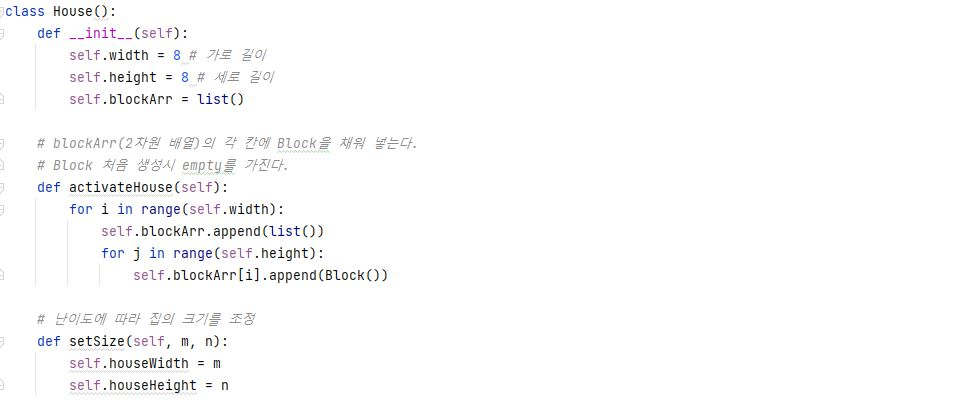 class House():
    def __init__(self):
        self.width = 8 # 가로 길이
        self.height = 8 # 세로 길이
        self.blockArr = list()
    # blockArr(2차원 배열)의 각 칸에 Block을 채워 넣는다.
    # Block 처음 생성시 empty를 가진다.
    def activateHouse(self):
        for i in range(self.width):
            self.blockArr.append(list())
            for j in range(self.height):
                self.blockArr[i].append(Block())
    # 난이도에 따라 집의 크기를 조정
    def setSize(self, m, n):
        self.houseWidth = m
        self.houseHeight = n